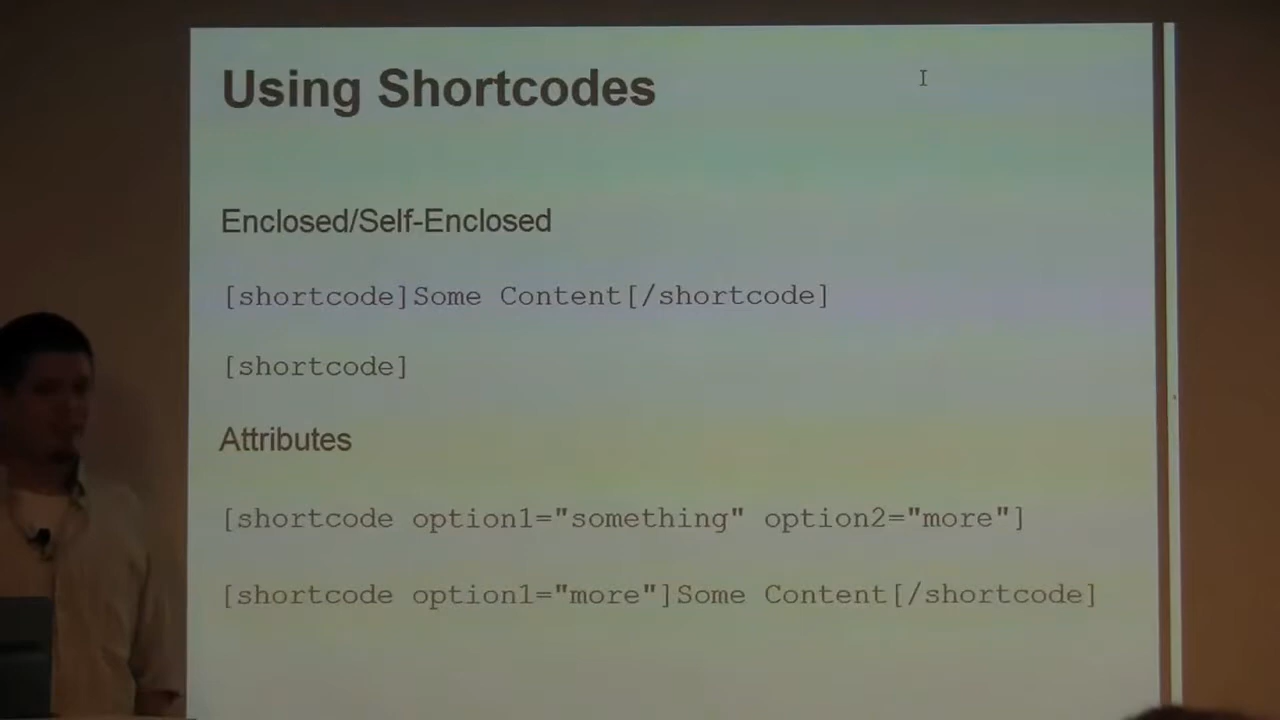 Using Shortcodes
Enclosed/Self-Enclosed
[shortcode]Some Content[/shortcode]
[shortcode]
Attributes
[shortcode option1="something" option2="more"]
[shortcode option1="more"]Some Content[/shortcode]